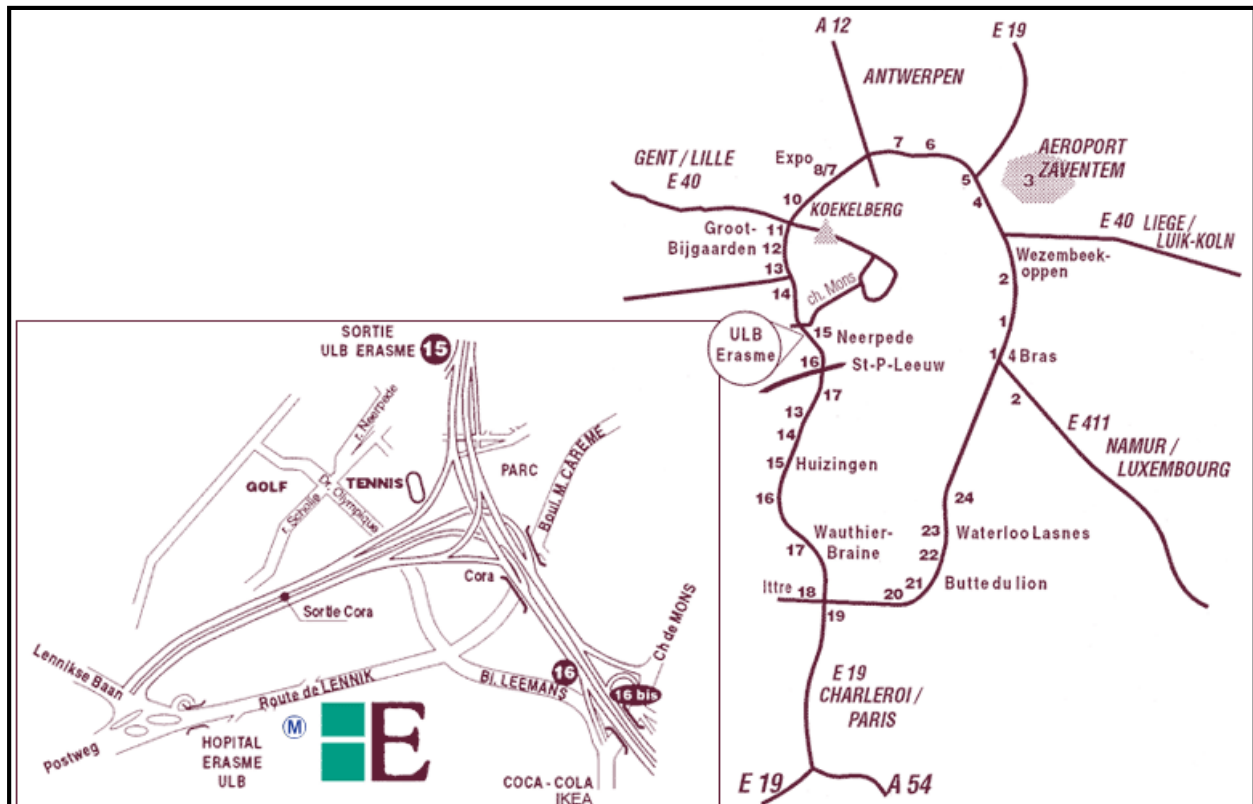 A 12
E 19
ANTWERPEN
7
6
Expo
8/7
AEROPORT
ZAVENTEM
3
5
4
GENT / LILLE
E 40
10
KOEKELBERG
11
Groot-
Bijgaarden
12
13
14
ch. Mons
E 40 LIEGE /
LUIK-KOLN
Wezembeek-
oppen
2
1
ULB
Erasme
15 Neerpede
16 St-P-Leeuw
17
1 4 Bras
2
E 411
NAMUR /
LUXEMBOURG
13
14
15 Huizingen
16
17
Wauthier-
Braine
24
23 Waterloo Lasnes
22
21 Butte du lion
20
Ittre 18
19
E 19
CHARLEROI /
PARIS
E 19
A 54
SORTIE
ULB ERASME 15
r. Neerpade
GOLF
Dr. Olympique
TENNIS
r. Scholle
PARC
Boul. M. CAREME
Cora
Sortie Cora
Ch de MONS
Lennikse Baan
Route de LENNIK
Bl. LEEMANS
16
16 bis
Postweg
M
HOPITAL
ERASME
ULB
E
COCA - COLA
IKEA